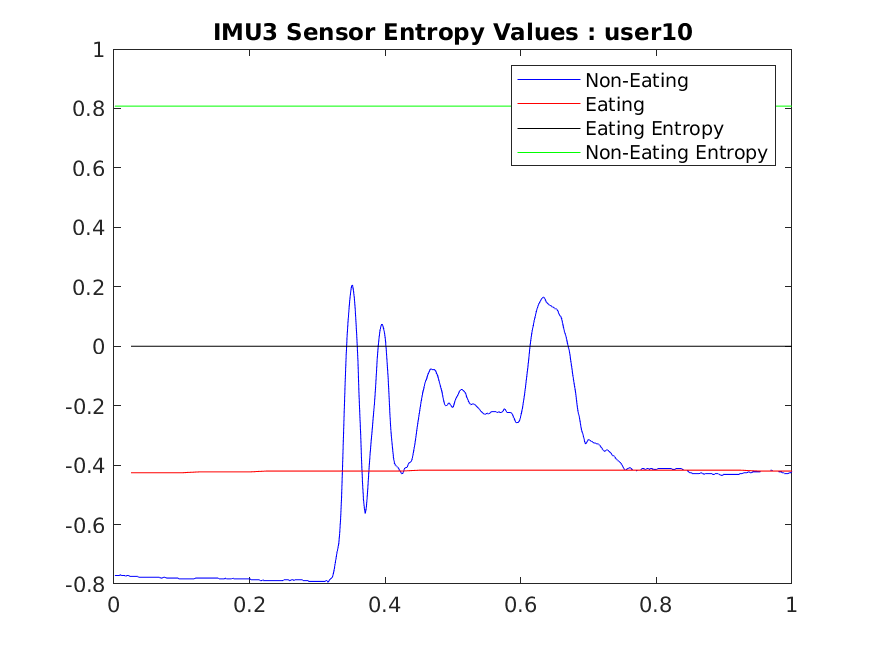 IMU3 Sensor Entropy Values : user10
1
0.8
0.6
0.4
0.2
0
-0.2
-0.4
-0.6
-0.8
Non-Eating
Eating
Eating Entropy
Non-Eating Entropy
0 0.2 0.4 0.6 0.8 1